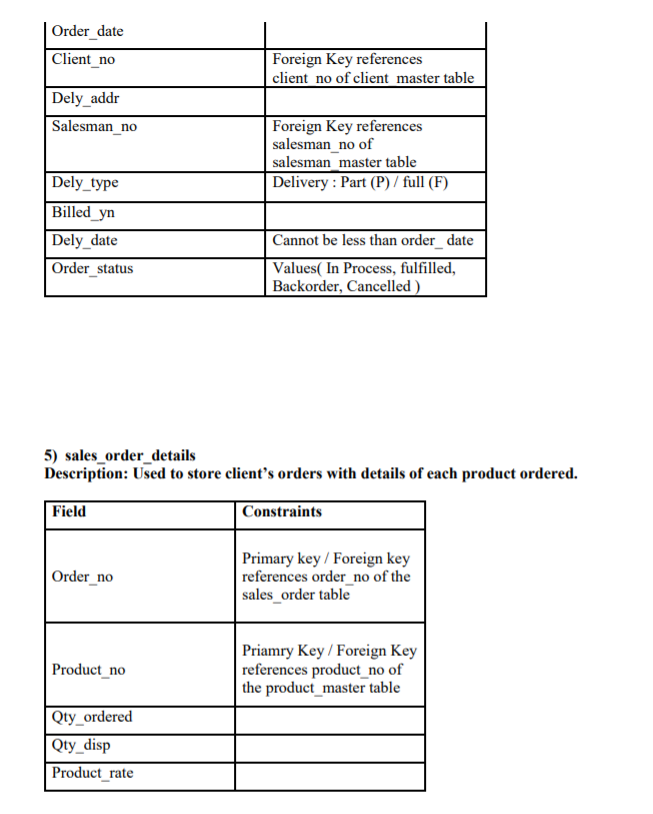 Order_date
Client_no
Foreign Key references
client_no of client_master table
Dely_addr
Salesman_no
Foreign Key references
salesman_no of
salesman_master table
Dely_type
Delivery : Part (P) / full (F)
Billed_yn
Dely_date
Cannot be less than order_ date
Order_status
Values( In Process, fulfilled,
Backorder, Cancelled )
5) sales_order_details
Description: Used to store client’s orders with details of each product ordered.
Field
Constraints
Order_no
Primary key / Foreign key
references order_no of the
sales_order table
Product_no
Priamry Key / Foreign Key
references product_no of
the product_master table
Qty_ordered
Qty_disp
Product_rate